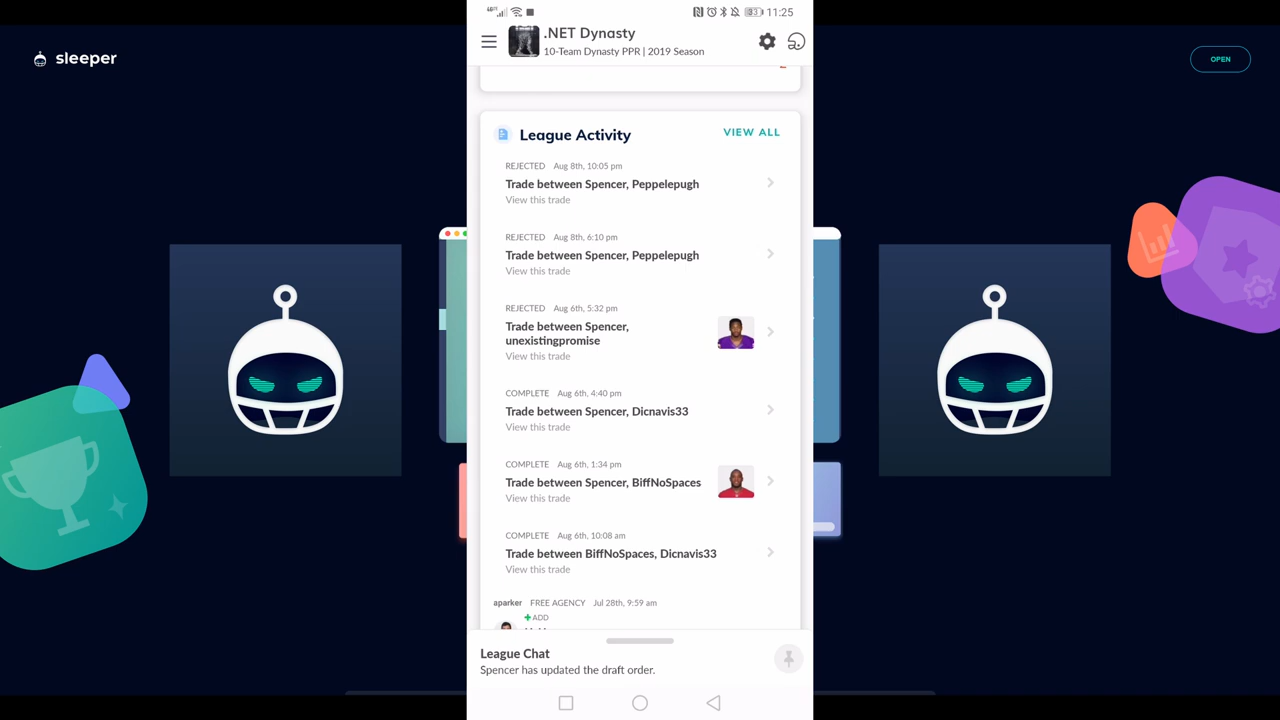 sleeper
OPEN
11:25
.NET Dynasty
10-Team Dynasty PPR | 2019 Season
League Activity
VIEW ALL
REJECTED Aug 8th, 10:05 pm
Trade between Spencer, Peppelepugh
View this trade
REJECTED Aug 8th, 6:10 pm
Trade between Spencer, Peppelepugh
View this trade
REJECTED Aug 6th, 5:32 pm
Trade between Spencer,
unexistingpromise
View this trade
COMPLETE Aug 6th, 4:40 pm
Trade between Spencer, Dicnavis33
View this trade
COMPLETE Aug 6th, 1:34 pm
Trade between Spencer, BiffNoSpaces
View this trade
COMPLETE Aug 6th, 10:08 am
Trade between BiffNoSpaces, Dicnavis33
View this trade
aparker FREE AGENCY Jul 28th, 9:59 am
+ADD
League Chat
Spencer has updated the draft order.